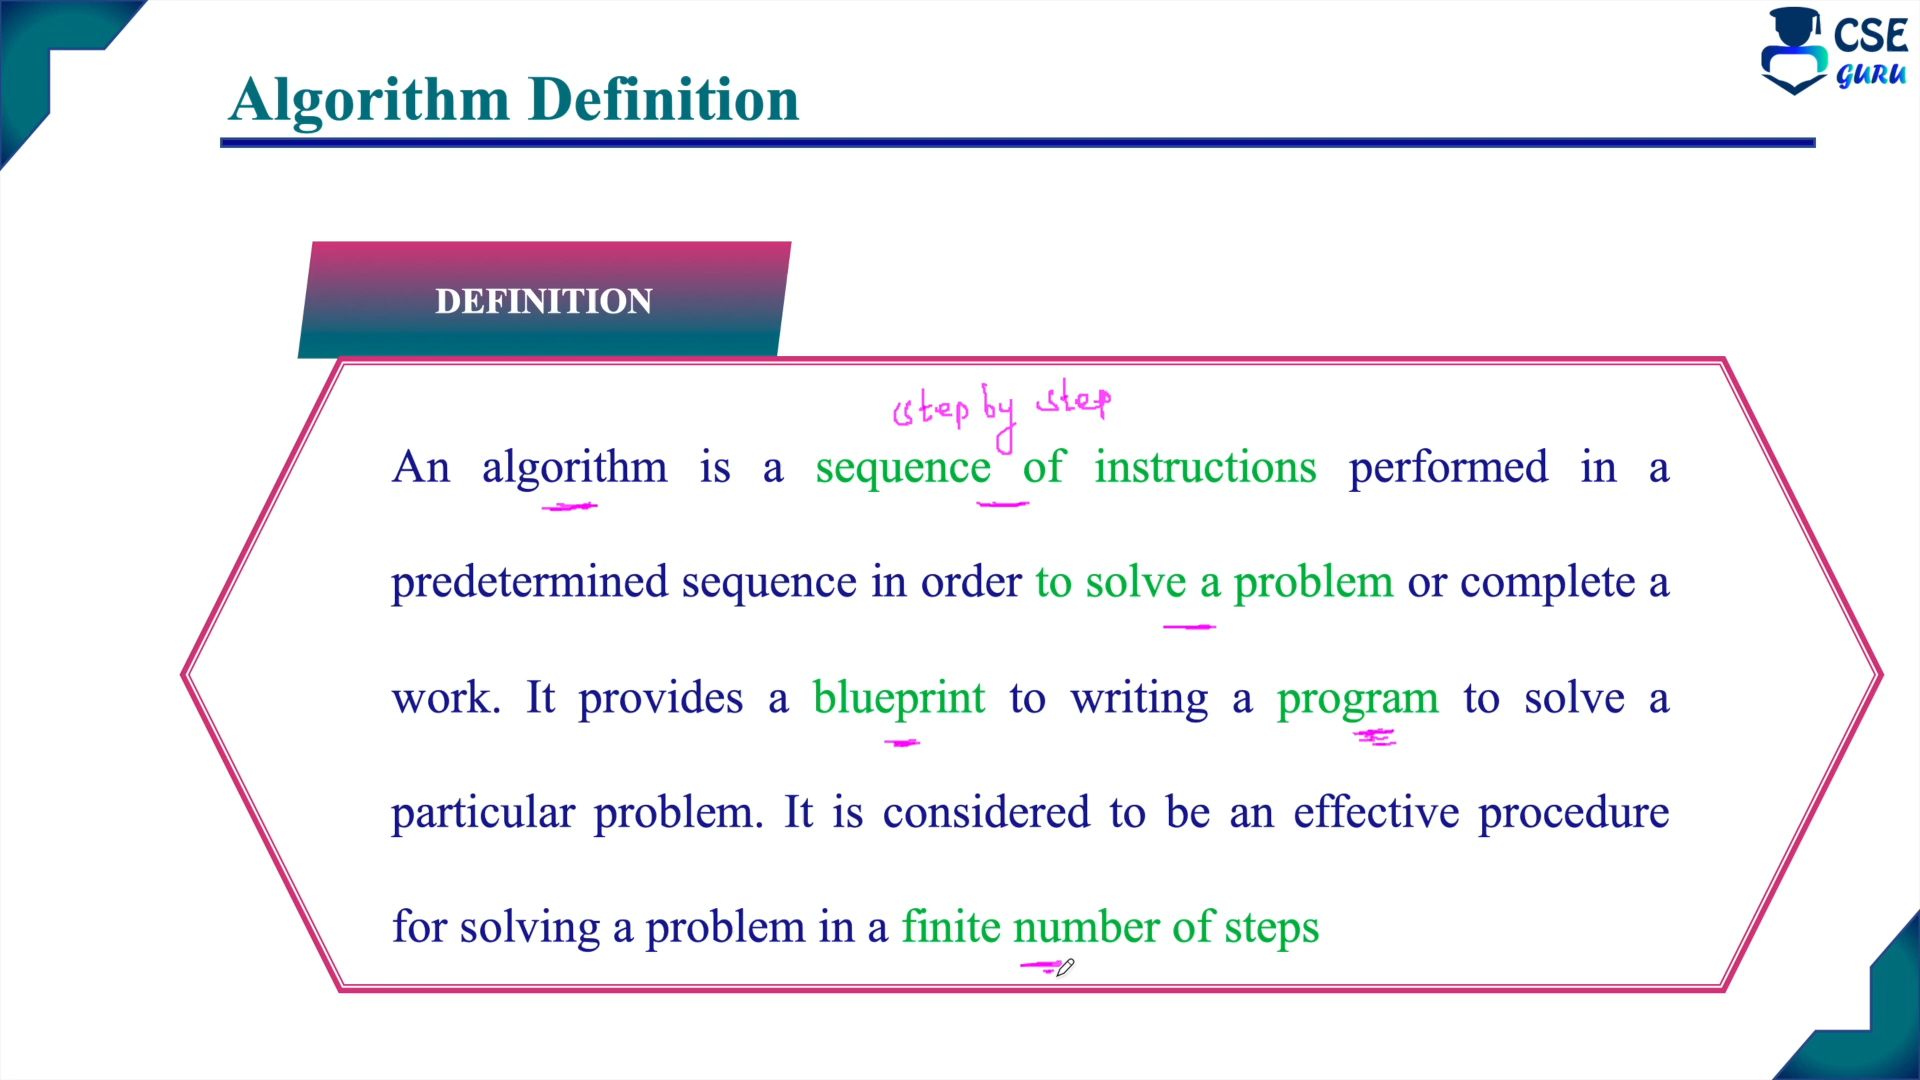 CSE
GURU
Algorithm Definition
DEFINITION
step by step
An algorithm is a sequence of instructions performed in a
predetermined sequence in order to solve a problem or complete a
work. It provides a blueprint to writing a program to solve a
particular problem. It is considered to be an effective procedure
for solving a problem in a finite number of steps